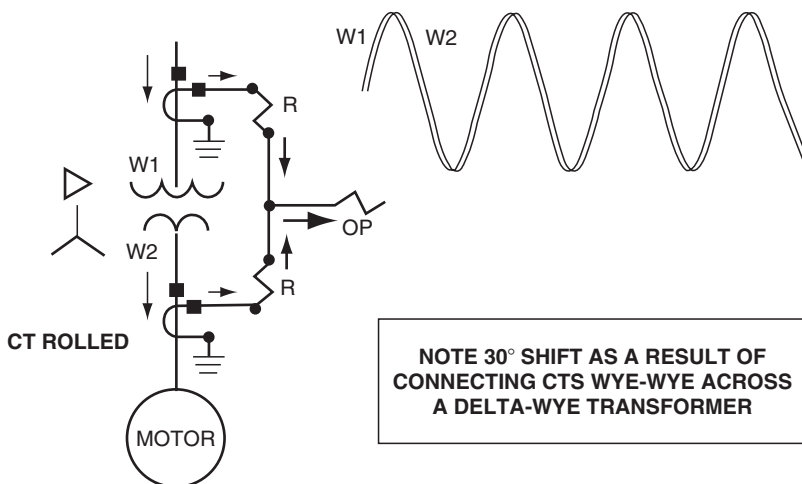 W1 W2
R
W1
OP
W2
R
CT ROLLED
MOTOR
NOTE 30° SHIFT AS A RESULT OF
CONNECTING CTS WYE-WYE ACROSS
A DELTA-WYE TRANSFORMER